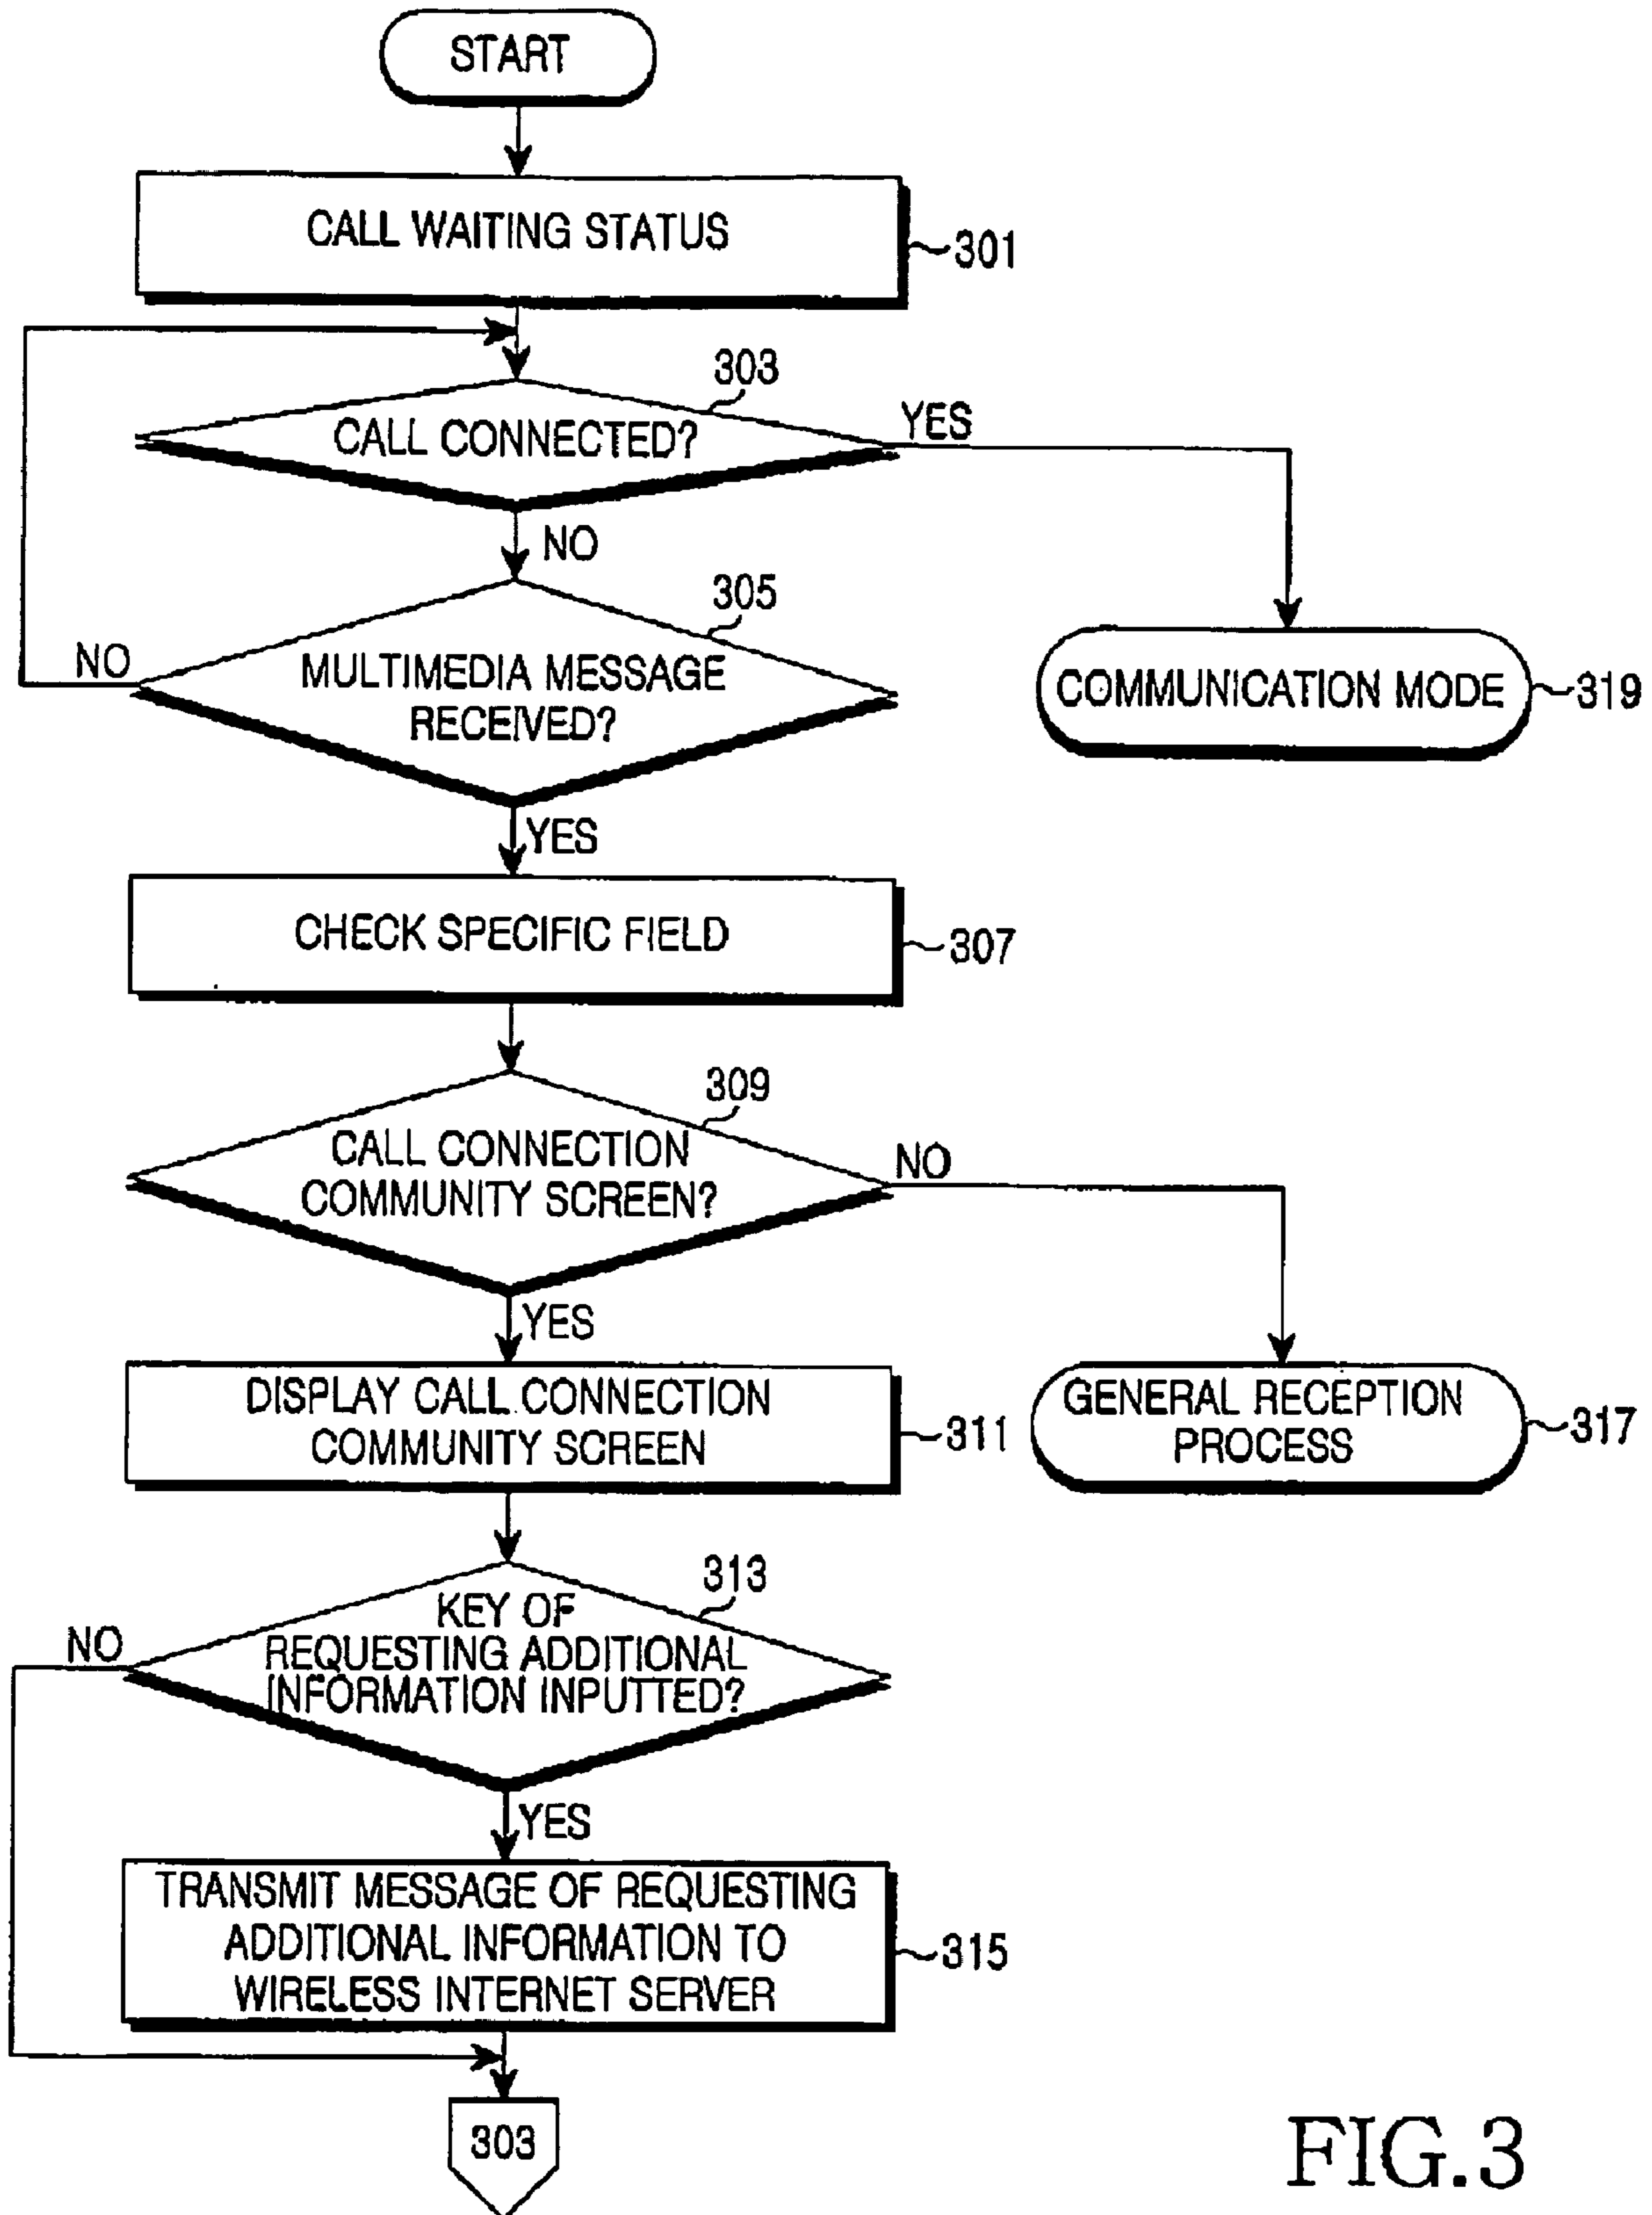 START
CALL WAITING STATUS
301
303
CALL CONNECTED?
YES
NO
305
NO
MULTIMEDIA MESSAGE
RECEIVED?
COMMUNICATION MODE
319
YES
CHECK SPECIFIC FIELD
307
309
CALL CONNECTION
COMMUNITY SCREEN?
NO
YES
DISPLAY CALL CONNECTION
COMMUNITY SCREEN
311
GENERAL RECEPTION
PROCESS
317
313
NO
KEY OF
REQUESTING ADDITIONAL
INFORMATION INPUTTED?
YES
TRANSMIT MESSAGE OF REQUESTING
ADDITIONAL INFORMATION TO
WIRELESS INTERNET SERVER
315
303
FIG.3